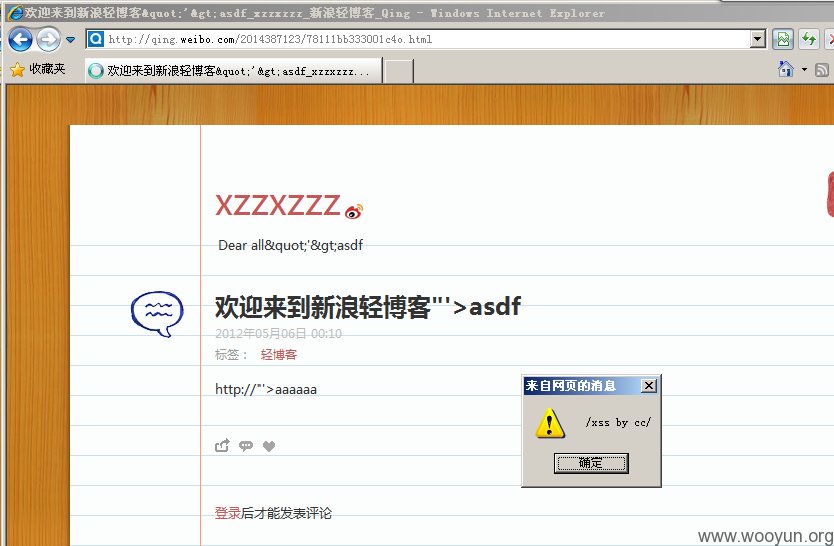 欢迎来到新浪轻博客&quot;'&gt;asdf_xzzxzzz_新浪轻博客_Qing - Windows Internet Explorer
http://qing.weibo.com/2014387123/78111bb333001c4o.html
收藏夹
欢迎来到新浪轻博客&quot;'&gt;asdf_xzzxzz...
xzzxzzz
Dear all&quot;'&gt;asdf
欢迎来到新浪轻博客"'>asdf
2012年05月06日 00:10
标签： 轻博客
http://"'>aaaaaa
来自网页的消息
/xss by cc/
确定
登录后才能发表评论
www.wooyun.org